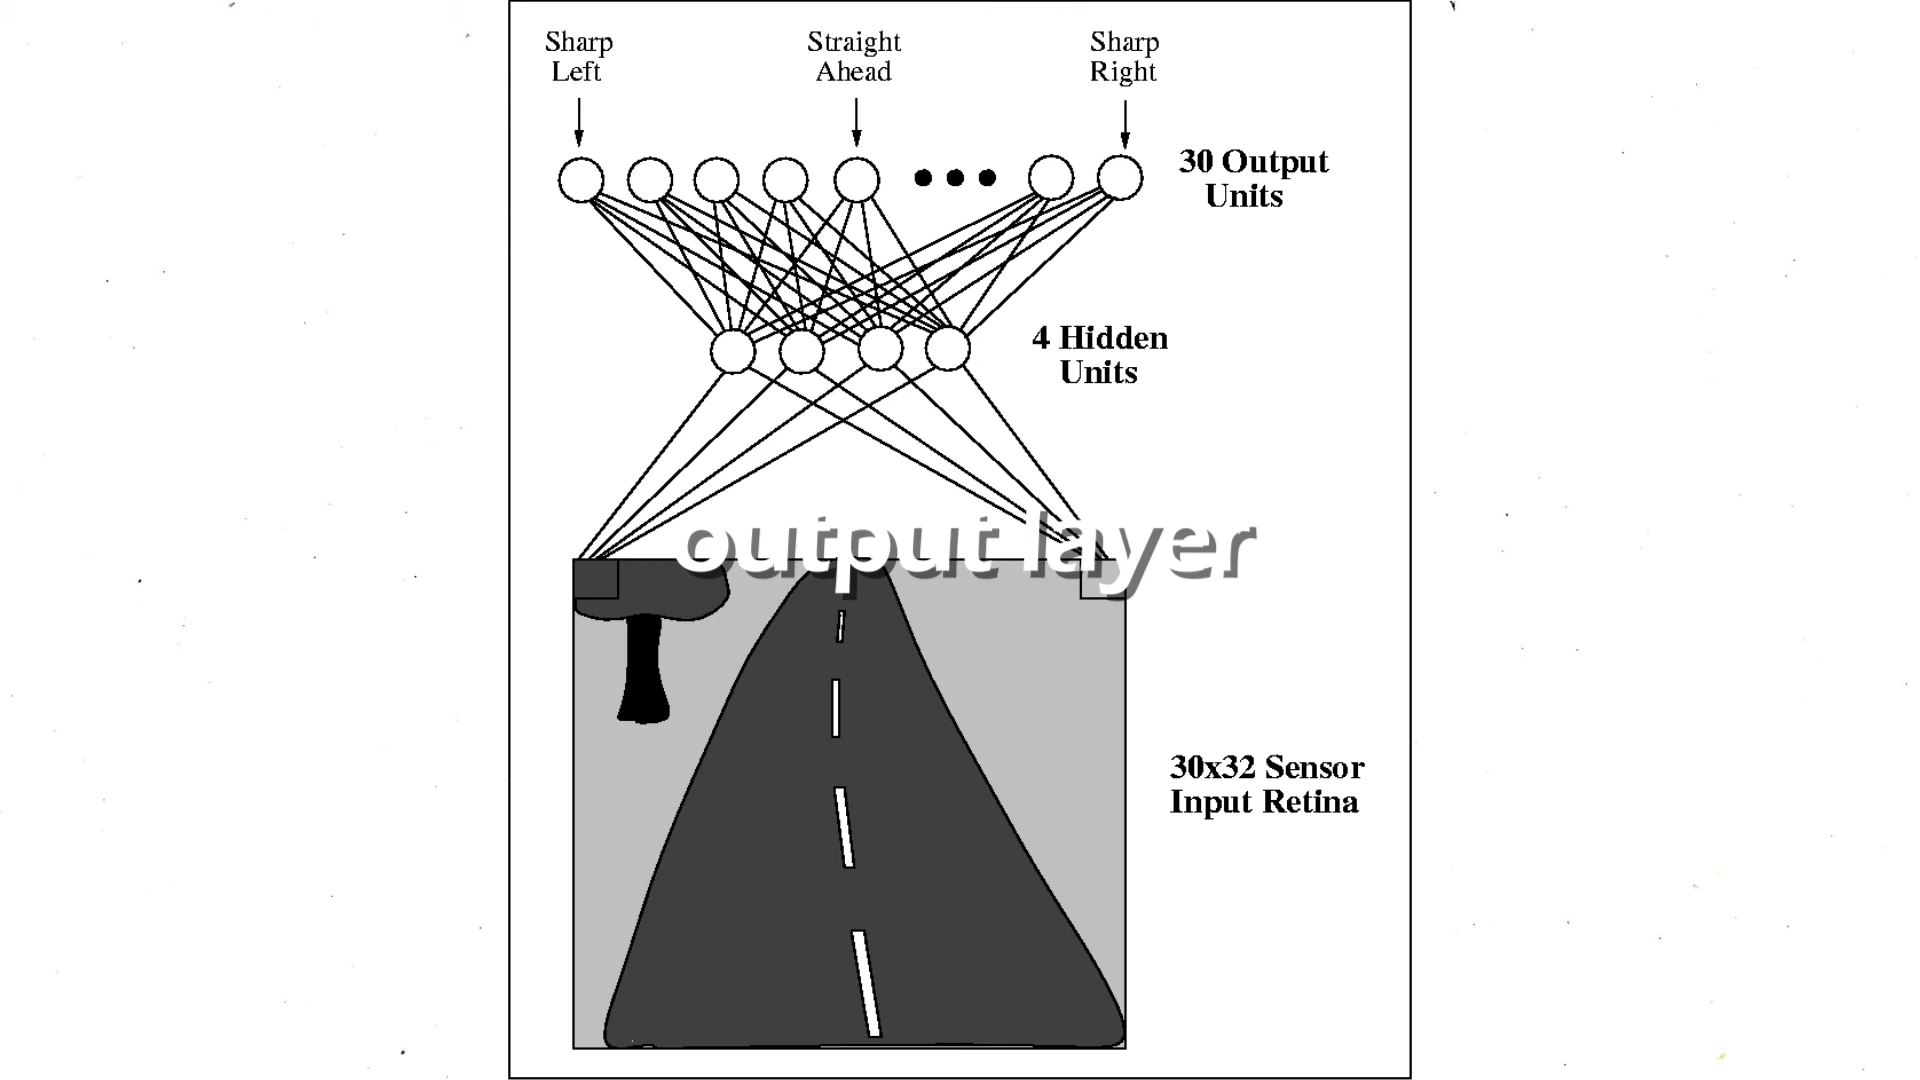 Sharp
Left
Straight
Ahead
Sharp
Right
30 Output
Units
4 Hidden
Units
output layer
30x32 Sensor
Input Retina